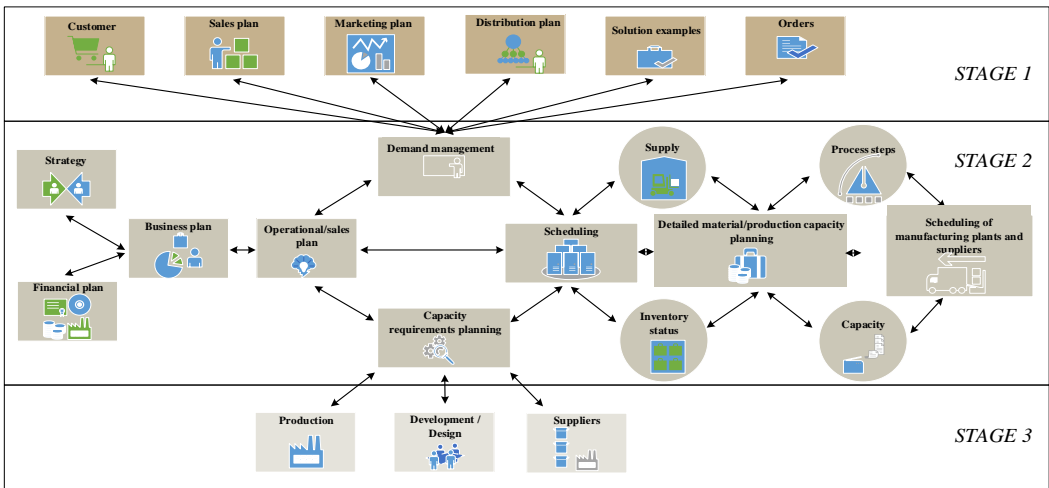 Customer
Sales plan
Marketing plan
Distribution plan
Solution examples
Orders
STAGE 1
Demand management
Supply
Process steps
STAGE 2
Strategy
Business plan
Operational/sales
plan
Scheduling
Detailed material/production capacity
planning
Scheduling of
manufacturing plants and
suppliers
Financial plan
Capacity
requirements planning
Inventory
status
Capacity
Production
Development /
Design
Suppliers
STAGE 3